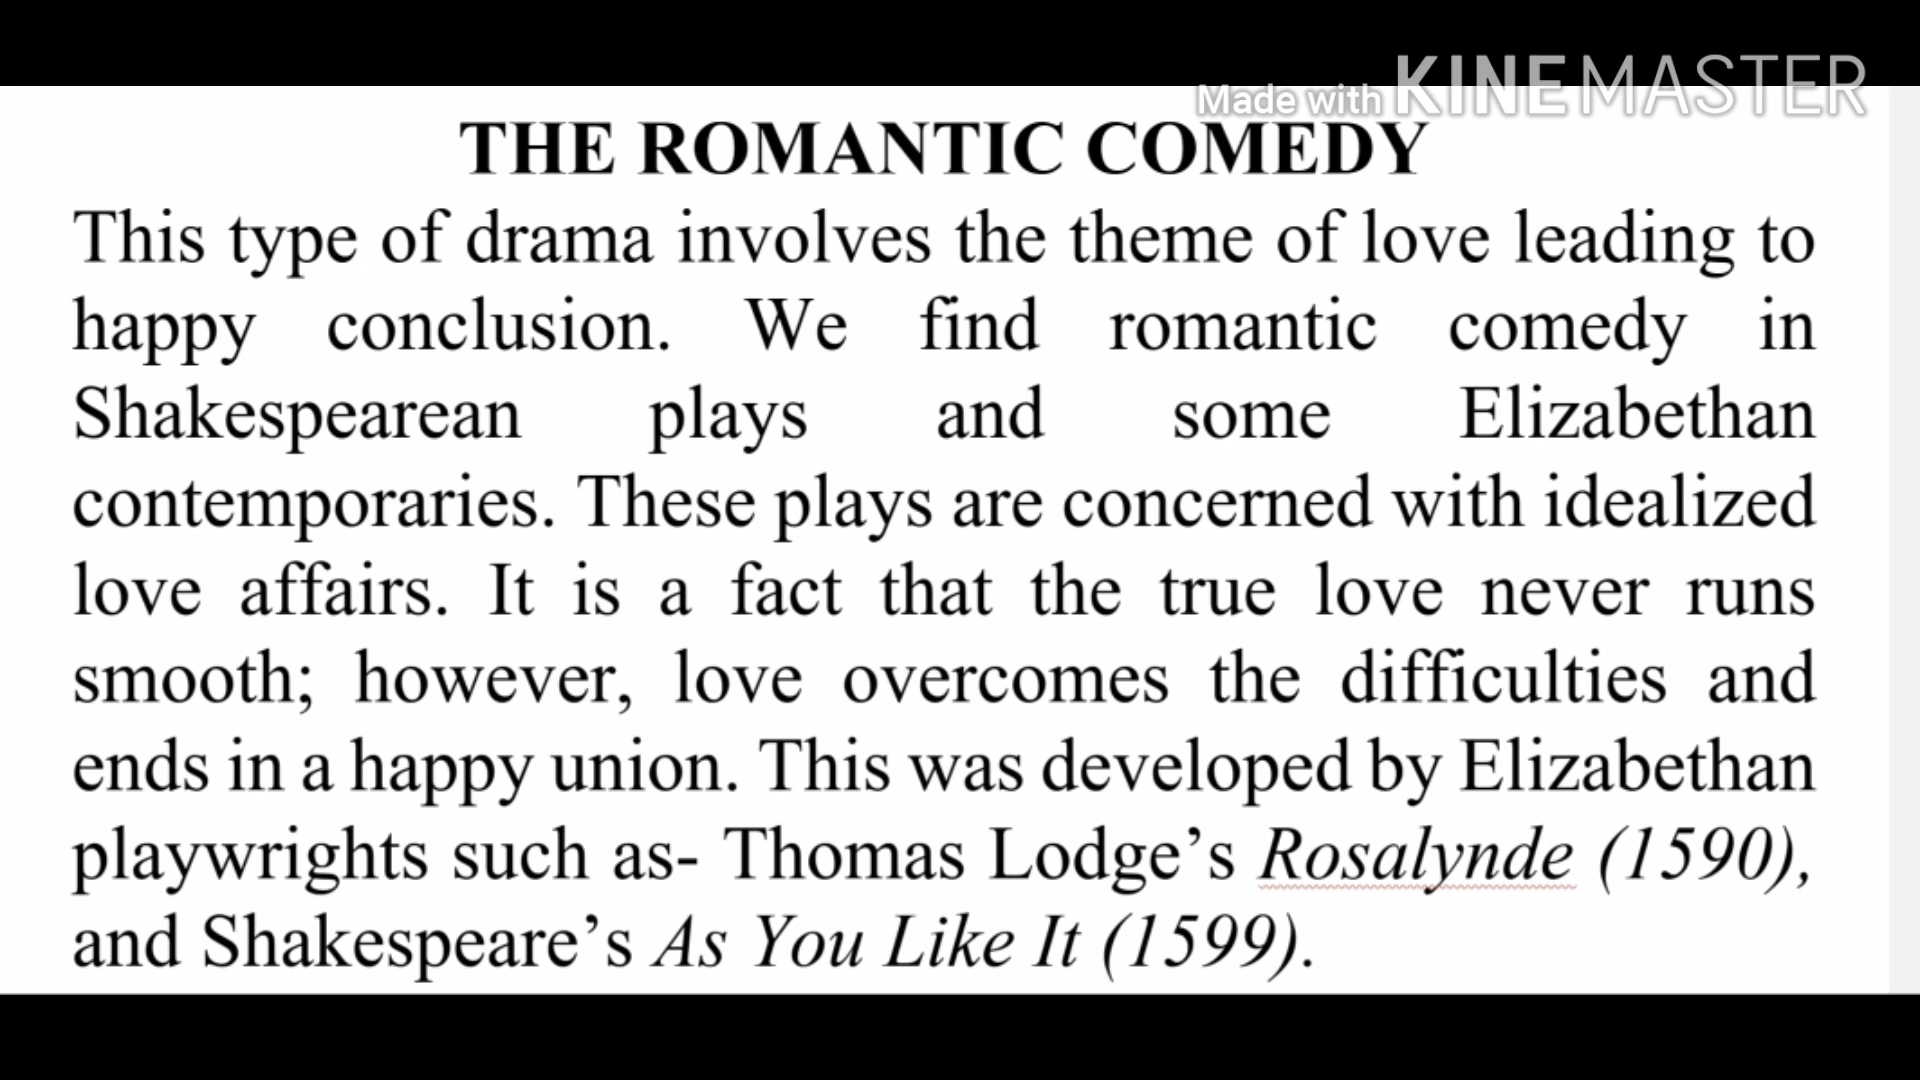 Made with KINEMASTER
THE ROMANTIC COMEDY
This type of drama involves the theme of love leading to
happy conclusion. We find romantic comedy in
Shakespearean plays and some Elizabethan
contemporaries. These plays are concerned with idealized
love affairs. It is a fact that the true love never runs
smooth; however, love overcomes the difficulties and
ends in a happy union. This was developed by Elizabethan
playwrights such as- Thomas Lodge’s Rosalynde (1590),
and Shakespeare’s As You Like It (1599).